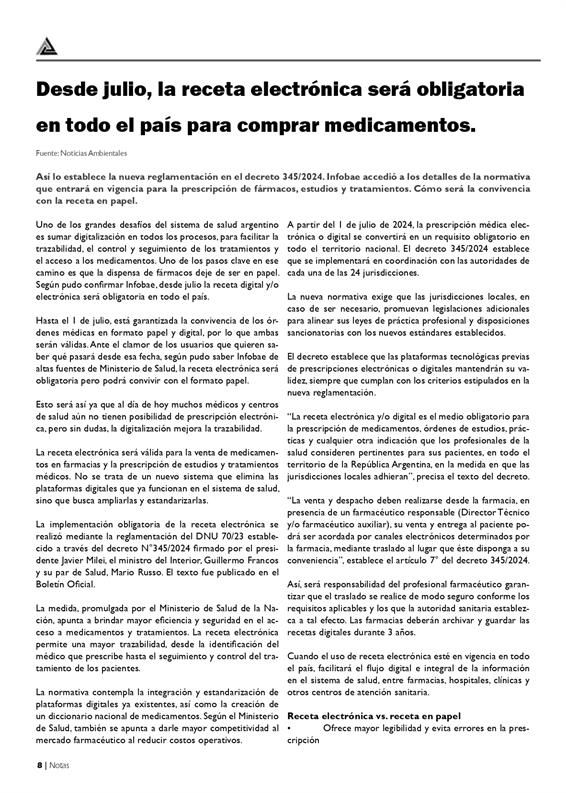 Desde julio, la receta electrónica será obligatoria
en todo el país para comprar medicamentos.
Fuente: Noticias Ambientales
Así lo establece la nueva reglamentación en el decreto 345/2024. Infobae accedió a los detalles de la normativa
que entrará en vigencia para la prescripción de fármacos, estudios y tratamientos. Cómo será la convivencia
con la receta en papel.
Uno de los grandes desafíos del sistema de salud argentino
es sumar digitalización en todos los procesos, para facilitar la
trazabilidad, el control y seguimiento de los tratamientos y
el acceso a los medicamentos. Uno de los pasos clave en ese
camino es que la dispensa de fármacos deje de ser en papel.
Según pudo confirmar Infobae, desde julio la receta digital y/o
electrónica será obligatoria en todo el país.
Hasta el 1 de julio, está garantizada la convivencia de los ór-
denes médicas en formato papel y digital, por lo que ambas
serán válidas. Ante el clamor de los usuarios que quieren sa-
ber qué pasará desde esa fecha, según pudo saber Infobae de
altas fuentes de Ministerio de Salud, la receta electrónica será
obligatoria pero podrá convivir con el formato papel.
Esto será así ya que al día de hoy muchos médicos y centros
de salud aún no tienen posibilidad de prescripción electróni-
ca, pero sin dudas, la digitalización mejora la trazabilidad.
La receta electrónica será válida para la venta de medicamen-
tos en farmacias y la prescripción de estudios y tratamientos
médicos. No se trata de un nuevo sistema que elimina las
plataformas digitales que ya funcionan en el sistema de salud,
sino que busca ampliarlas y estandarizarlas.
La implementación obligatoria de la receta electrónica se
realizó mediante la reglamentación del DNU 70/23 estable-
cido a través del decreto N°345/2024 firmado por el presi-
dente Javier Milei, el ministro del Interior, Guillermo Francos
y su par de Salud, Mario Russo. El texto fue publicado en el
Boletín Oficial.
La medida, promulgada por el Ministerio de Salud de la Na-
ción, apunta a brindar mayor eficiencia y seguridad en el ac-
ceso a medicamentos y tratamientos. La receta electrónica
permite una mayor trazabilidad, desde la identificación del
médico que prescribe hasta el seguimiento y control del tra-
tamiento de los pacientes.
La normativa contempla la integración y estandarización de
plataformas digitales ya existentes, así como la creación de
un diccionario nacional de medicamentos. Según el Ministerio
de Salud, también se apunta a darle mayor competitividad al
mercado farmacéutico al reducir costos operativos.
A partir del 1 de julio de 2024, la prescripción médica elec-
trónica o digital se convertirá en un requisito obligatorio en
todo el territorio nacional. El decreto 345/2024 establece
que se implementará en coordinación con las autoridades de
cada una de las 24 jurisdicciones.
La nueva normativa exige que las jurisdicciones locales, en
caso de ser necesario, promuevan legislaciones adicionales
para alinear sus leyes de práctica profesional y disposiciones
sancionatorias con los nuevos estándares establecidos.
El decreto establece que las plataformas tecnológicas previas
de prescripciones electrónicas o digitales mantendrán su va-
lidez, siempre que cumplan con los criterios estipulados en la
nueva reglamentación.
“La receta electrónica y/o digital es el medio obligatorio para
la prescripción de medicamentos, órdenes de estudios, prác-
ticas y cualquier otra indicación que los profesionales de la
salud consideren pertinentes para sus pacientes, en todo el
territorio de la República Argentina, en la medida en que las
jurisdicciones locales adhieran”, precisa el texto del decreto.
“La venta y despacho deben realizarse desde la farmacia, en
presencia de un farmacéutico responsable (Director Técnico
y/o farmacéutico auxiliar), su venta y entrega al paciente po-
drá ser acordada por canales electrónicos determinados por
la farmacia, mediante traslado al lugar que éste disponga a su
conveniencia”, establece el artículo 7° del decreto 345/2024.
Así, será responsabilidad del profesional farmacéutico garan-
tizar que el traslado se realice de modo seguro conforme los
requisitos aplicables y los que la autoridad sanitaria establez-
ca a tal efecto. Las farmacias deberán archivar y guardar las
recetas digitales durante 3 años.
Cuando el uso de receta electrónica esté en vigencia en todo
el país, facilitará el flujo digital e integral de la información
en el sistema de salud, entre farmacias, hospitales, clínicas y
otros centros de atención sanitaria.
Receta electrónica vs. receta en papel
• Ofrece mayor legibilidad y evita errores en la pres-
cripción
8 | Notas